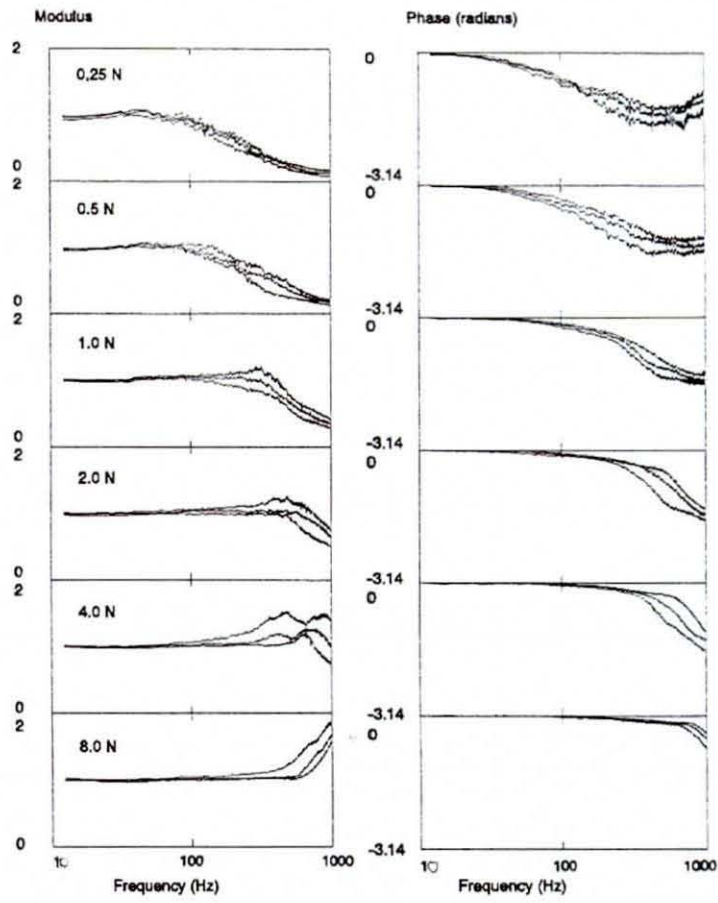 Modulus Phase (radians)
2 0
0,25 N
0 -3.14
2 0
0.5 N
0 -3.14
2 0
1.0 N
0 -3.14
2 0
2.0 N
0 -3.14
2 0
4.0 N
0 -3.14
2 0
8.0 N
0 -3.14
10 100 1000 10 100 1000
Frequency (Hz) Frequency (Hz)